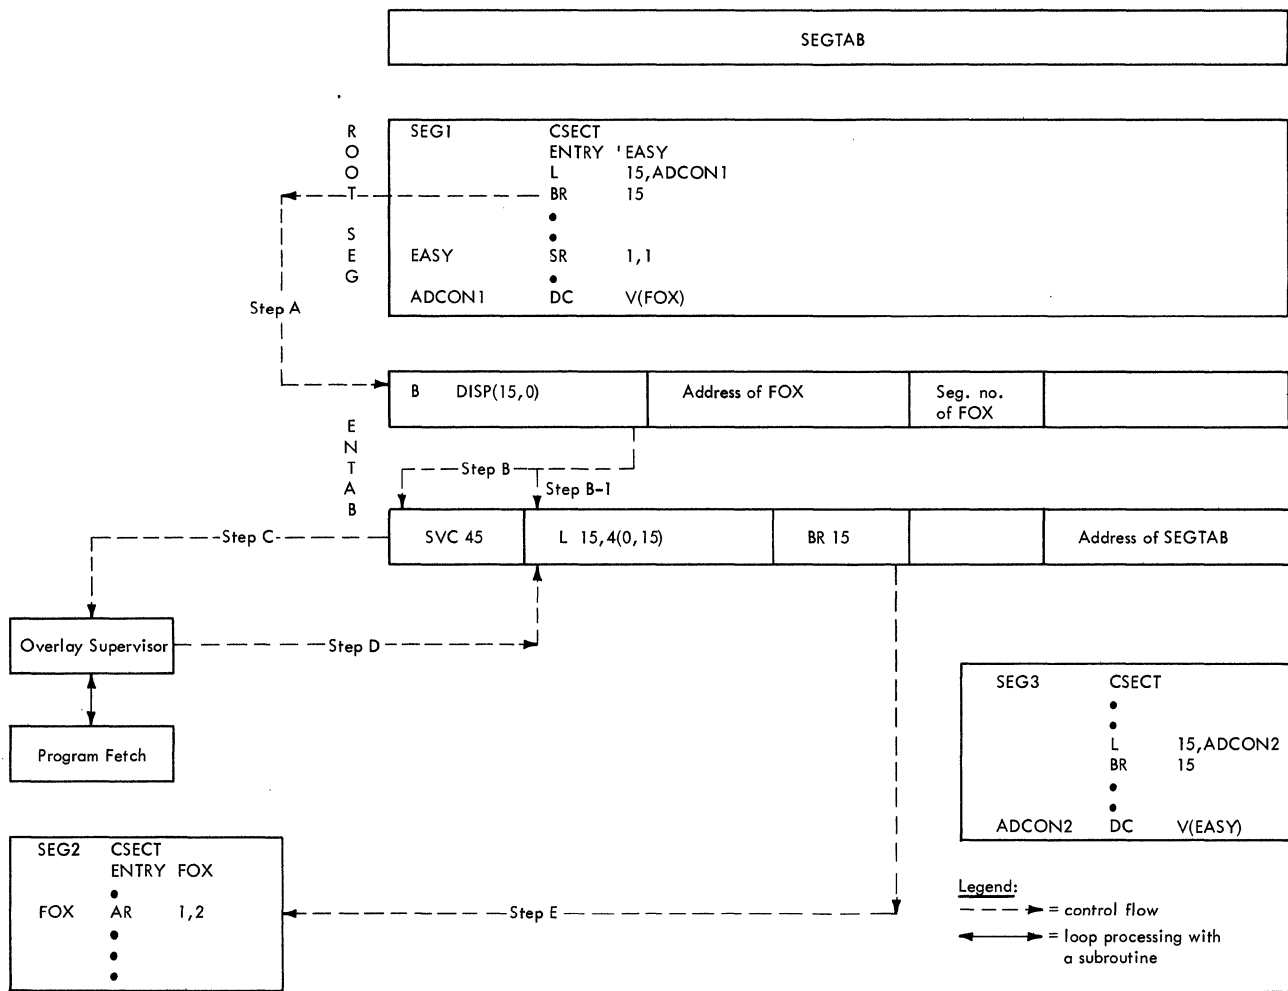 SEGTAB
ROOT SEG
SEG1 CSECT
ENTRY 'EASY
L 15,ADCON1
BR 15
EASY SR 1,1
ADCON1 DC V(FOX)
Step A
ENTAB
B DISP(15,0) Address of FOX Seg. no. of FOX
Step B
Step B-1
SVC 45 L 15,4(0,15) BR 15 Address of SEGTAB
Step C
Overlay Supervisor
Step D
Program Fetch
SEG3 CSECT
L 15,ADCON2
BR 15
ADCON2 DC V(EASY)
SEG2 CSECT
ENTRY FOX
FOX AR 1,2
Step E
Legend:
= control flow
= loop processing with
a subroutine